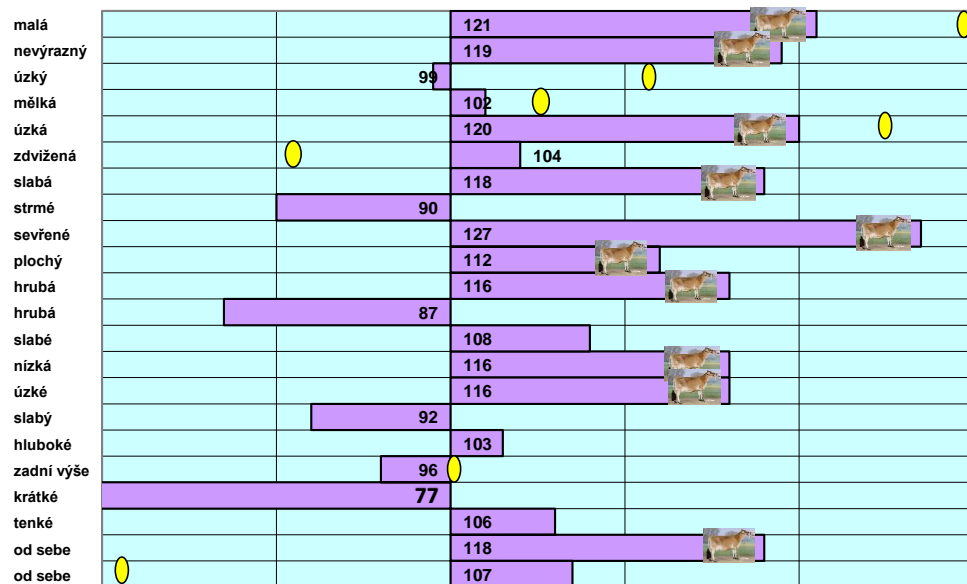 malá 121
nevýrazný 119
úzký 99
mělká 102
úzká 120
zdvižená 104
slabá 118
strmé 90
sevřené 127
plochý 112
hrubá 116
hrubá 87
slabé 108
nízká 116
úzké 116
slabý 92
hluboké 103
zadní výše 96
krátké 77
tenké 106
od sebe 118
od sebe 107